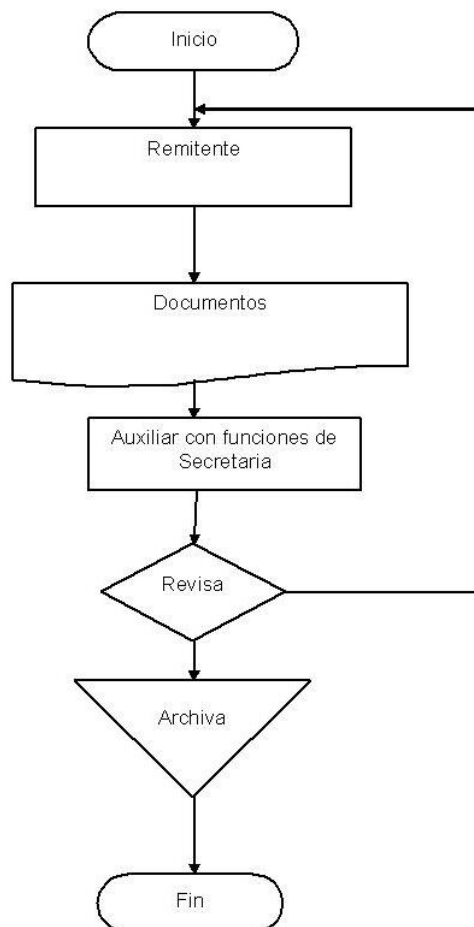 Inicio
Remitente
Documentos
Auxiliar con funciones de
Secretaria
Revisa
Archiva
Fin